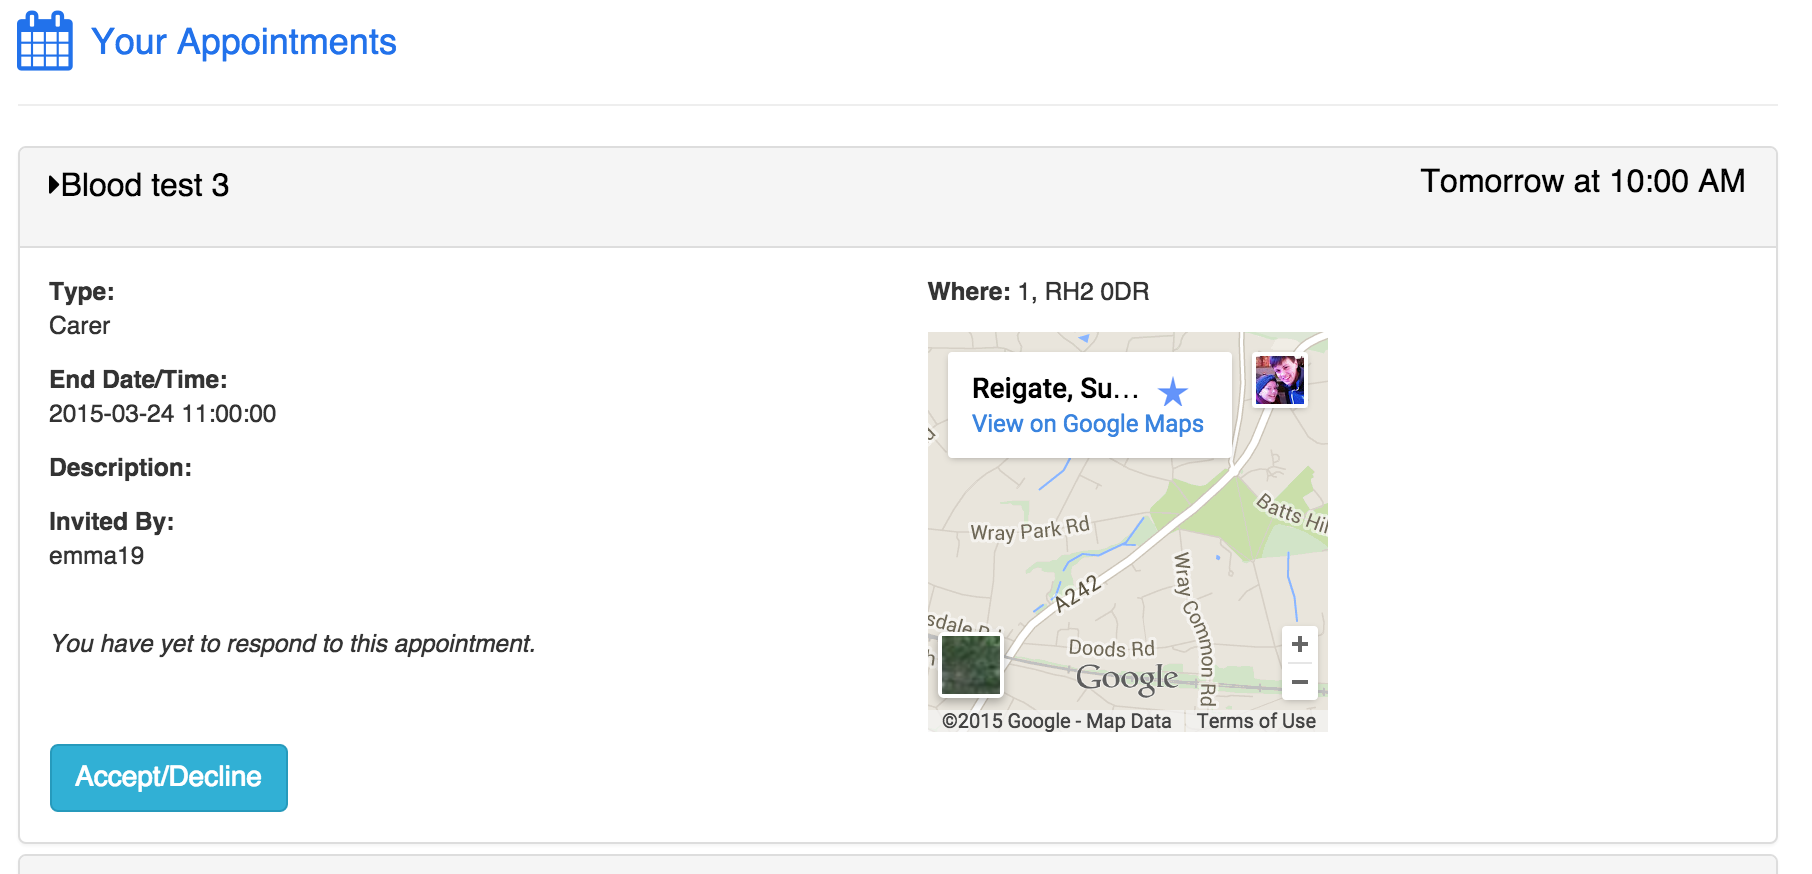 Your Appointments
Blood test 3
Tomorrow at 10:00 AM
Type:
Carer
End Date/Time:
2015-03-24 11:00:00
Description:
Invited By:
emma19
You have yet to respond to this appointment.
Accept/Decline
Where: 1, RH2 0DR
Reigate, Su...
View on Google Maps
Batts Hil
Wray Park Rd
A242
Wray Common Rd
sdale
Doods Rd
Google
+
−
©2015 Google - Map Data
Terms of Use